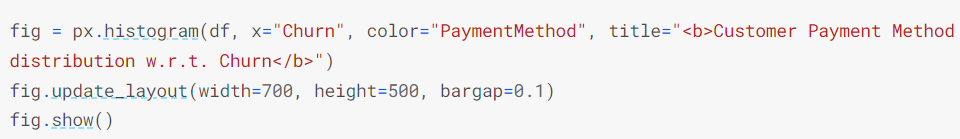 fig = px.histogram(df, x="Churn", color="PaymentMethod", title="<b>Customer Payment Method
distribution w.r.t. Churn</b>")
fig.update_layout(width=700, height=500, bargap=0.1)
fig.show()